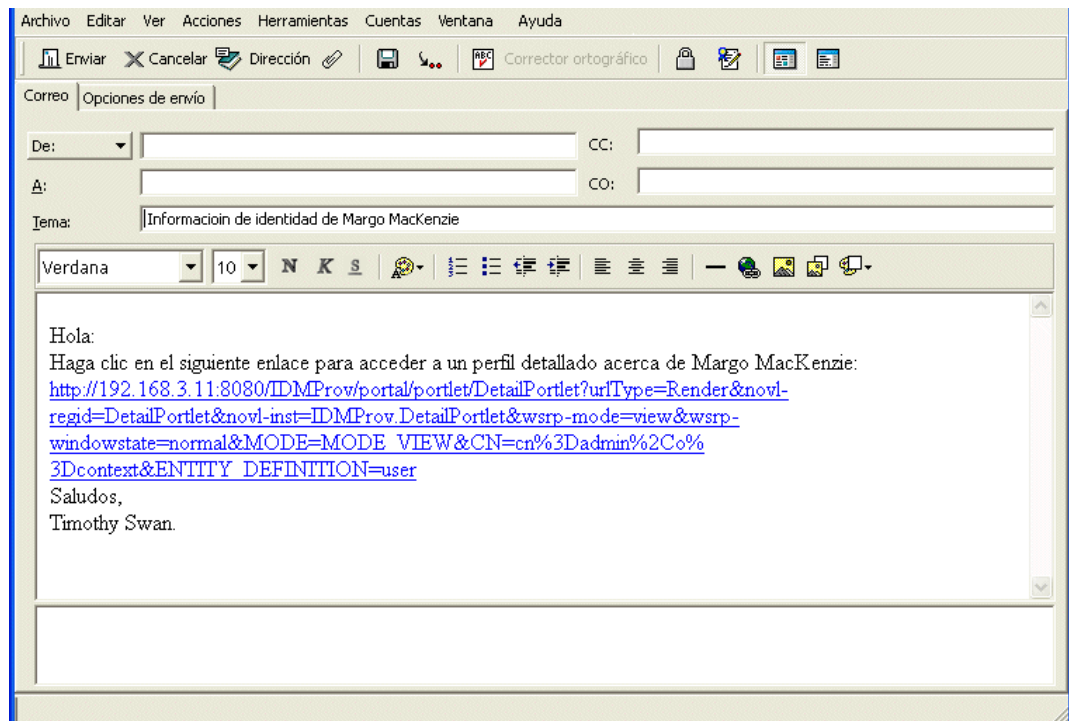 Archivo Editar Ver Acciones Herramientas Cuentas Ventana Ayuda
Enviar Cancelar Dirección ABC Corrector ortográfico
Correo Opciones de envío
De: CC:
A: CO:
Tema: Informacioin de identidad de Margo MacKenzie
Verdana 10 N K S
Hola:
Haga clic en el siguiente enlace para acceder a un perfil detallado acerca de Margo MacKenzie:
http://192.168.3.11:8080/IDMProv/portal/portlet/DetailPortlet?urlType=Render&novl-
regid=DetailPortlet&novl-inst=IDMProv.DetailPortlet&wsrp-mode=view&wsrp-
windowstate=normal&MODE=MODE_VIEW&CN=cn%3Dadmin%2Co%
3Dcontext&ENTITY_DEFINITION=user
Saludos,
Timothy Swan.